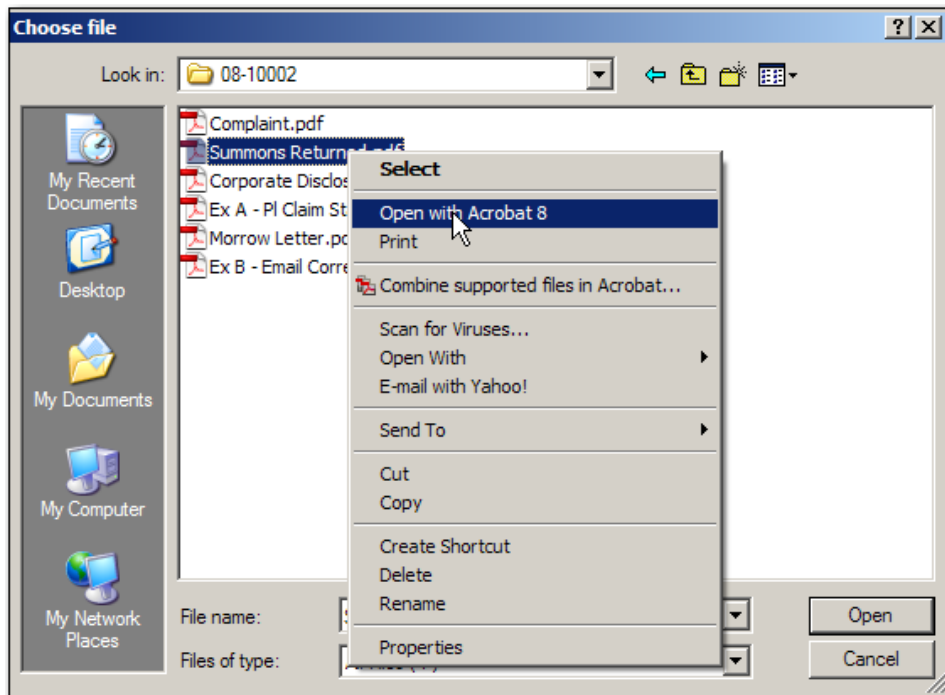 Choose file
Look in: 08-10002
My Recent Documents
Desktop
My Documents
My Computer
My Network Places
Complaint.pdf
Summons Returned.pdf
Corporate Disclos
Ex A - Pl Claim St
Morrow Letter.pd
Ex B - Email Corre
Select
Open with Acrobat 8
Print
Combine supported files in Acrobat...
Scan for Viruses...
Open With
E-mail with Yahoo!
Send To
Cut
Copy
Create Shortcut
Delete
Rename
Properties
File name:
Open
Files of type:
Cancel